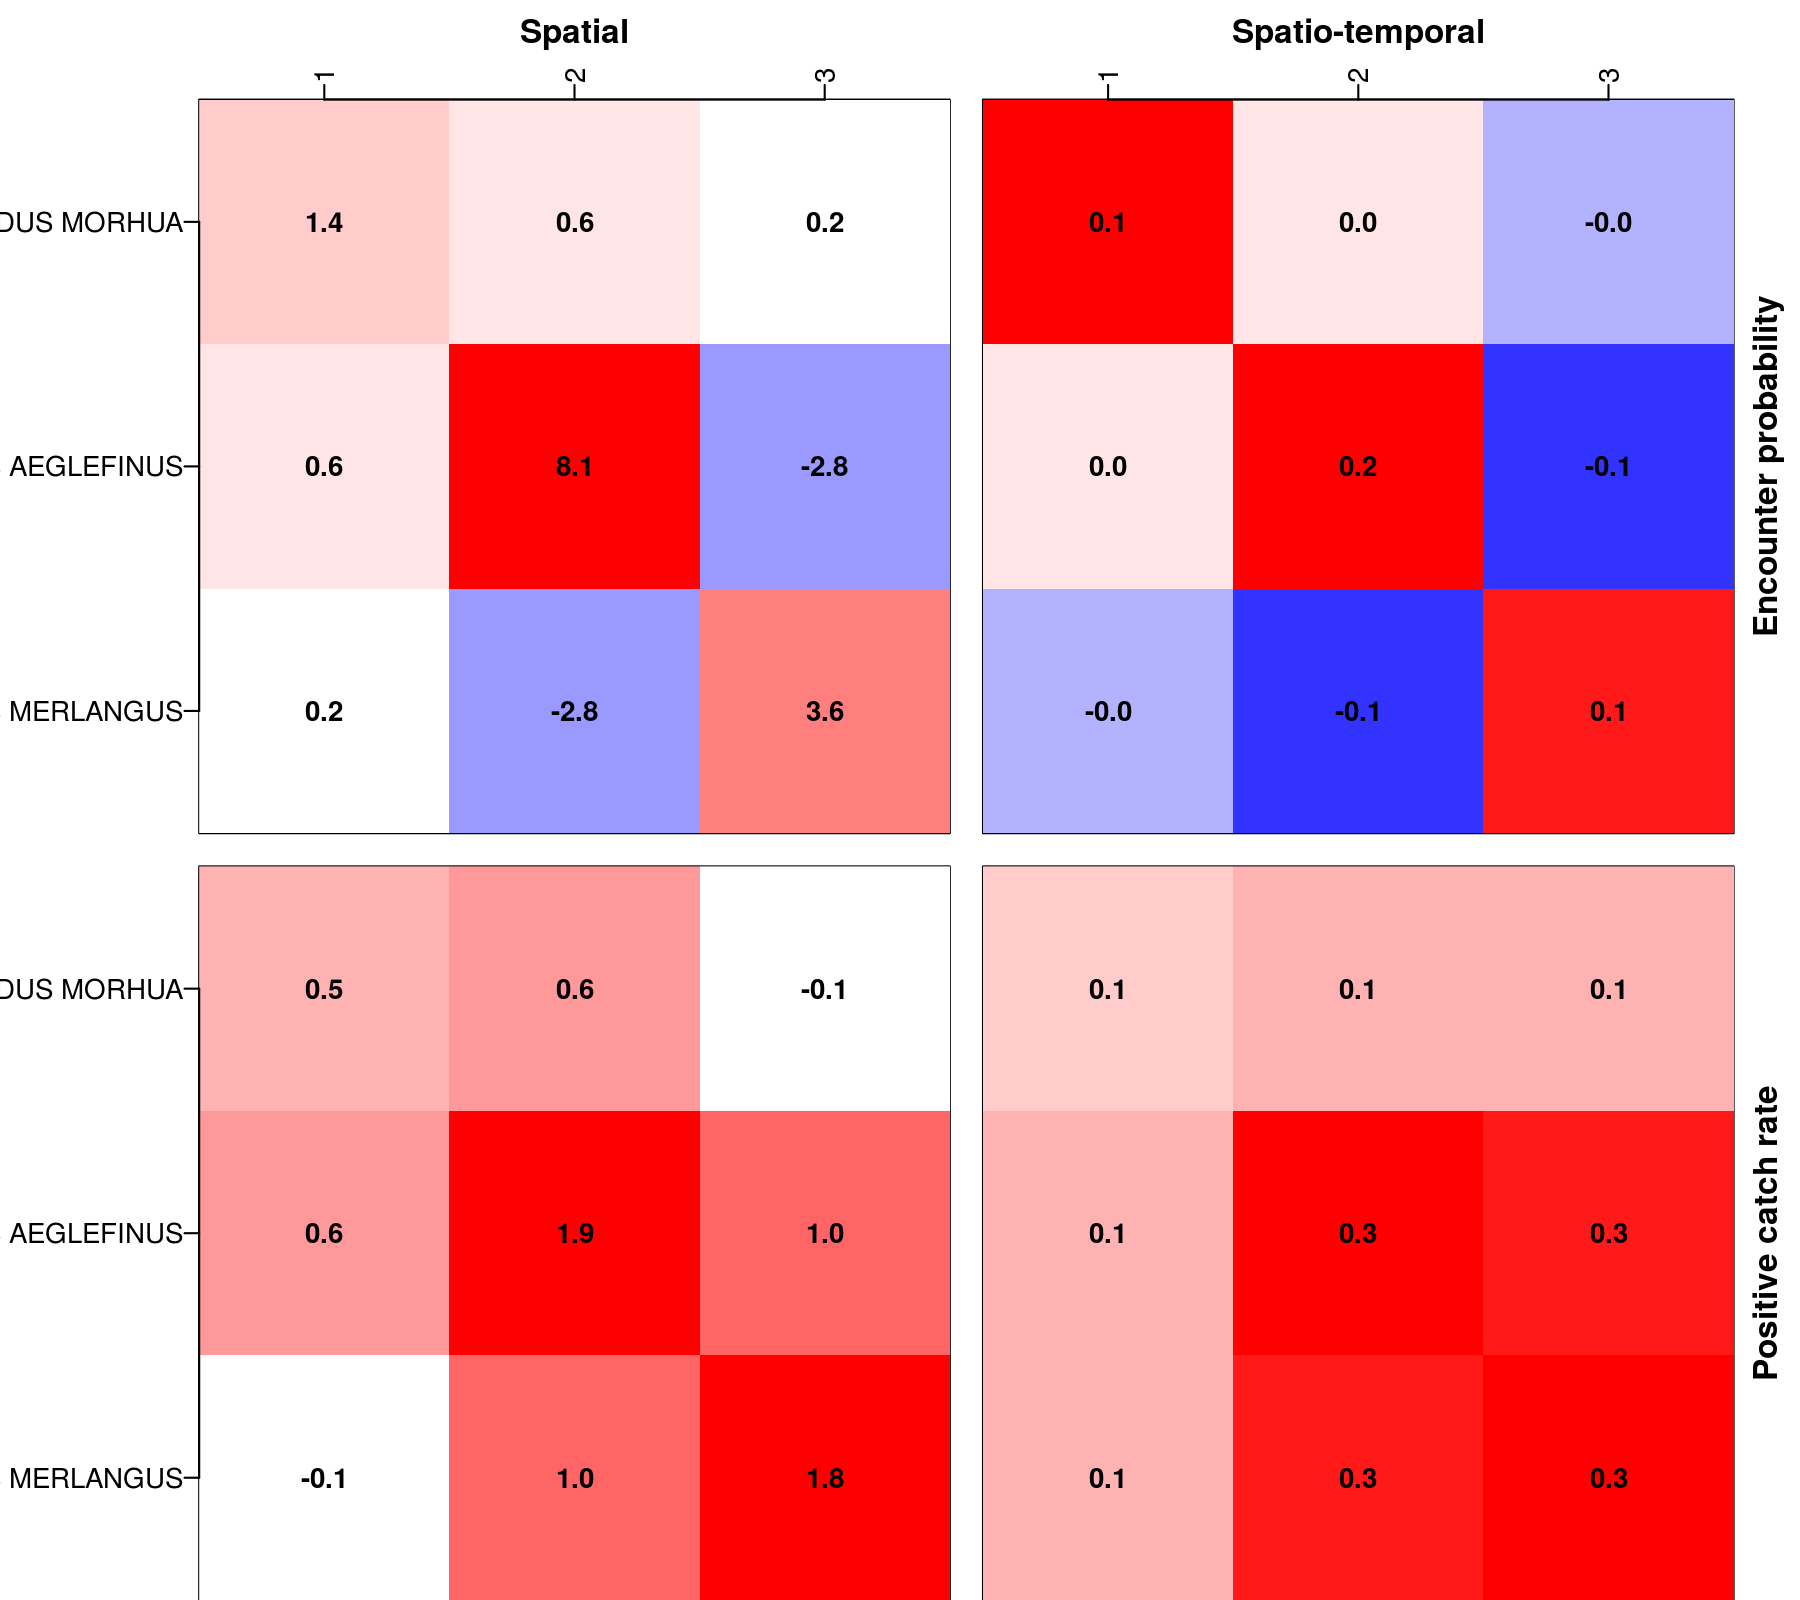 Spatial Spatio-temporal
1 2 3 1 2 3
DUS MORHUA 1.4 0.6 0.2 0.1 0.0 -0.0
AEGLEFINUS 0.6 8.1 -2.8 0.0 0.2 -0.1
MERLANGUS 0.2 -2.8 3.6 -0.0 -0.1 0.1
Encounter probability
DUS MORHUA 0.5 0.6 -0.1 0.1 0.1 0.1
AEGLEFINUS 0.6 1.9 1.0 0.1 0.3 0.3
MERLANGUS -0.1 1.0 1.8 0.1 0.3 0.3
Positive catch rate